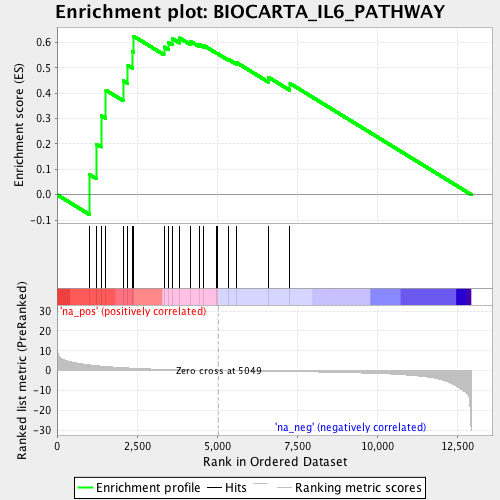 Enrichment plot: BIOCARTA_IL6_PATHWAY
Enrichment score (ES)
0.6
0.5
0.4
0.3
0.2
0.1
0.0
-0.1
Ranked list metric (PreRanked)
30
20
10
0
-10
-20
-30
'na_pos' (positively correlated)
Zero cross at 5049
'na_neg' (negatively correlated)
0
2,500
5,000
7,500
10,000
12,500
Rank in Ordered Dataset
Enrichment profile
Hits
Ranking metric scores